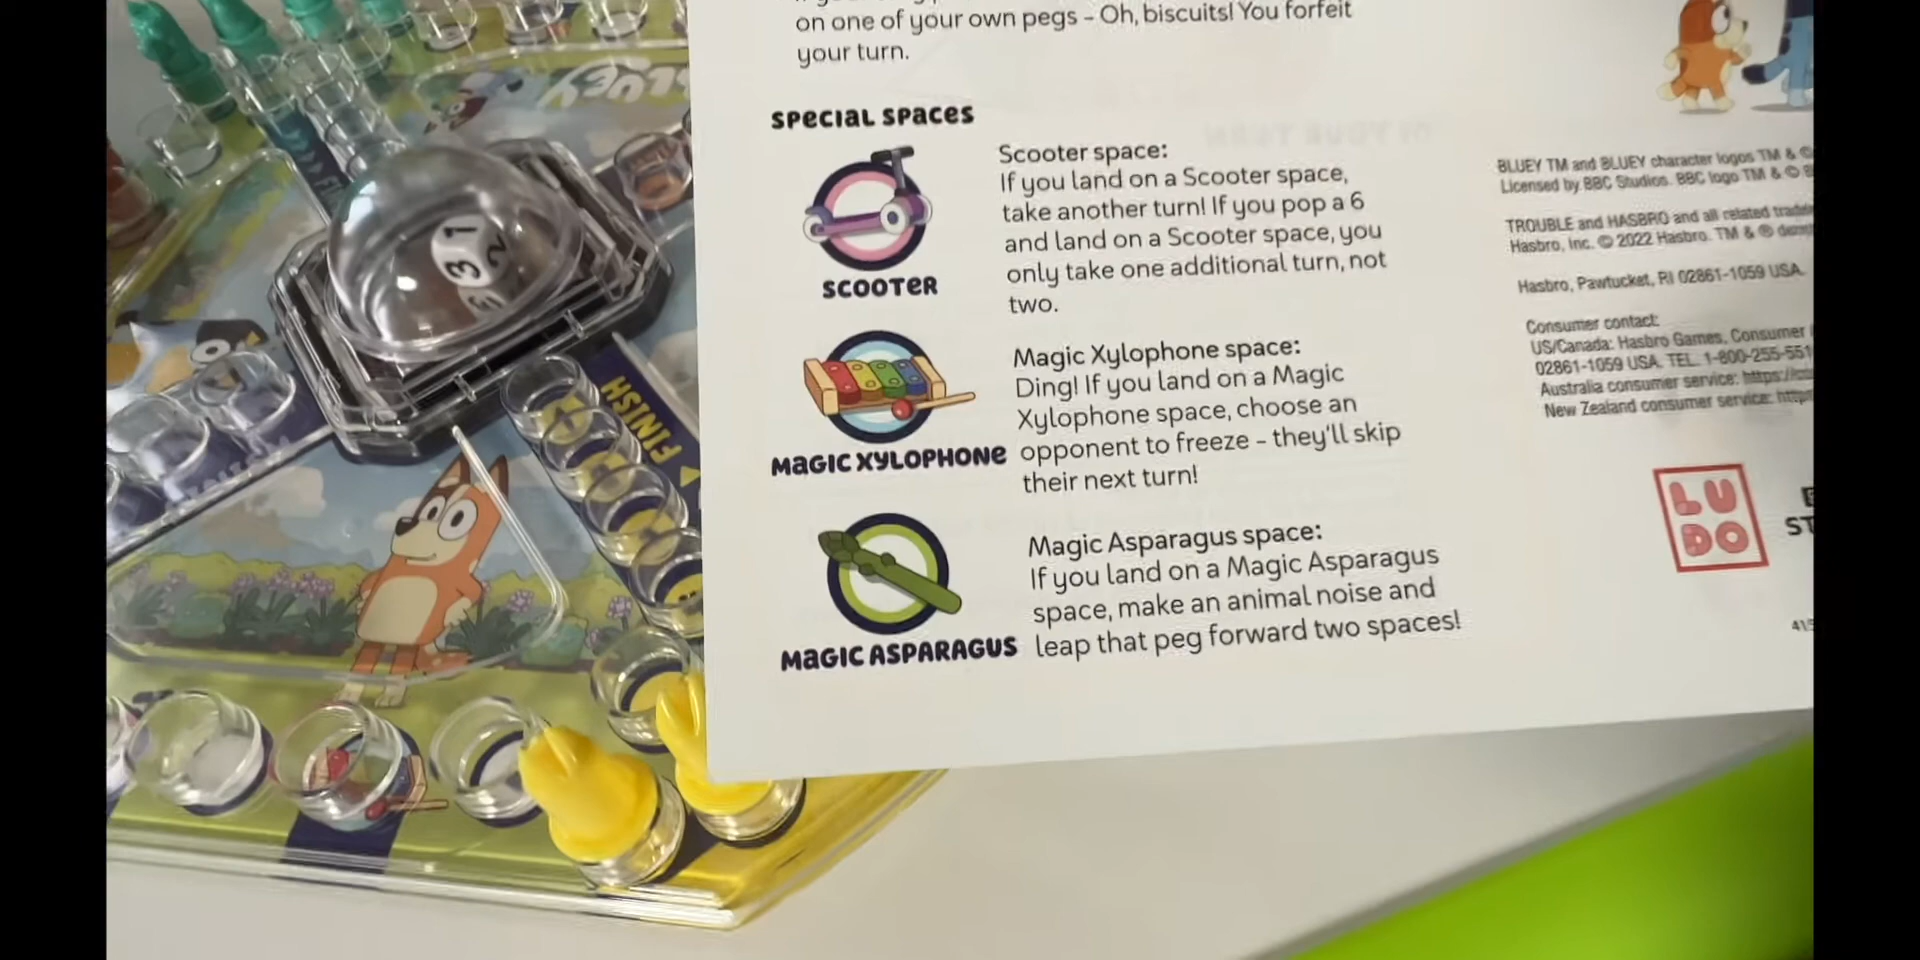 on one of your own pegs – Oh, biscuits! You forfeit
your turn.
SPECIAL SPACES
Scooter space:
If you land on a Scooter space,
take another turn! If you pop a 6
and land on a Scooter space, you
only take one additional turn, not
two.
SCOOTER
Magic Xylophone space:
Ding! If you land on a Magic
Xylophone space, choose an
opponent to freeze – they'll skip
their next turn!
MAGIC XYLOPHONE
Magic Asparagus space:
If you land on a Magic Asparagus
space, make an animal noise and
leap that peg forward two spaces!
MAGIC ASPARAGUS
BLUEY TM and BLUEY character logos TM & ©
Licensed by BBC Studios. BBC logo TM & ©
TROUBLE and HASBRO and all related
Hasbro, Inc. © 2022 Hasbro. TM & ®
Hasbro, Pawtucket, RI 02861-1059 USA.
Consumer contact:
US/Canada: Hasbro Games, Consumer
02861-1059 USA. TEL. 1-800-255-551
Australia consumer service:
New Zealand consumer service:
LU
DO
ST
415
BLUEY
FINISH
3 1
2